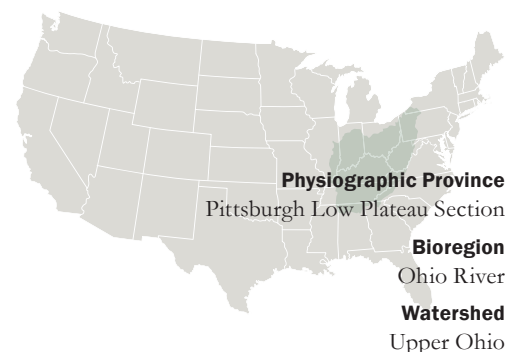 Physiographic Province
Pittsburgh Low Plateau Section
Bioregion
Ohio River
Watershed
Upper Ohio